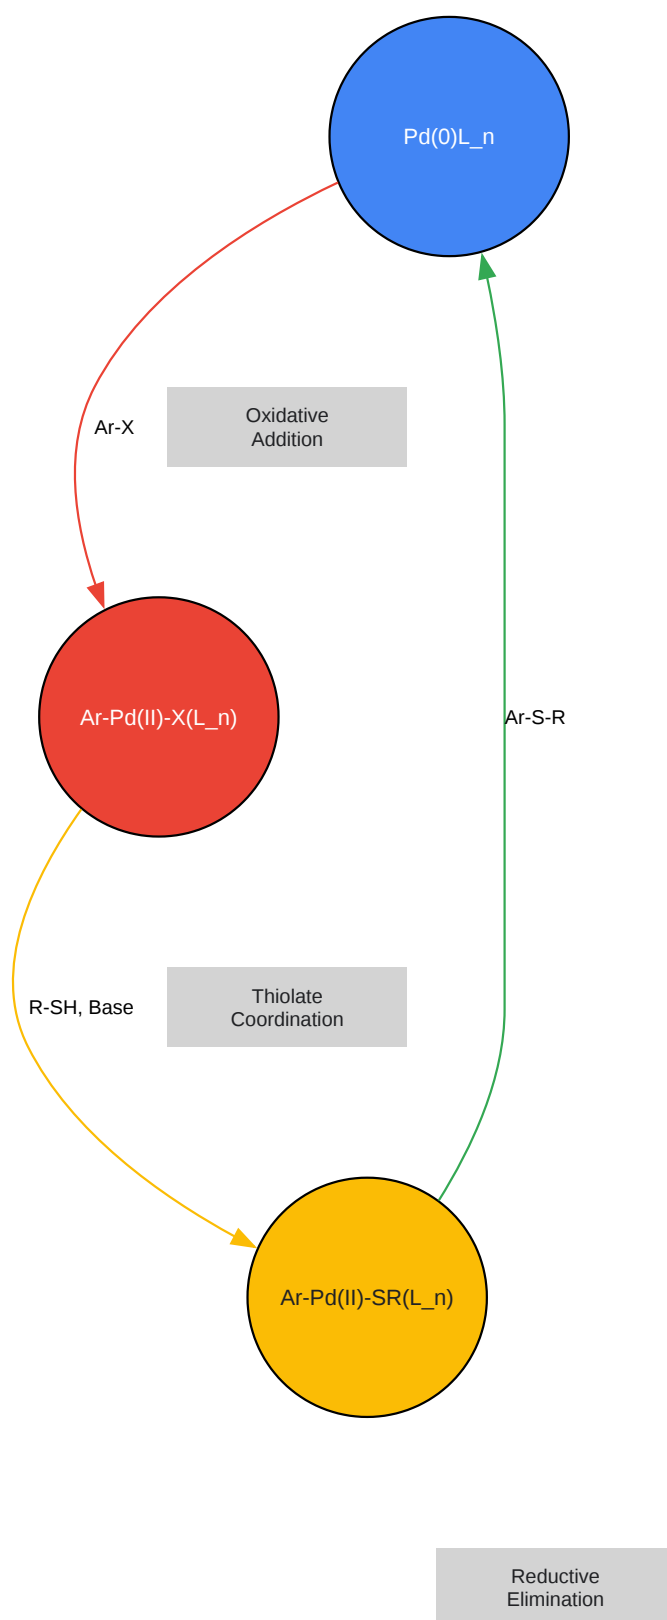 Pd(0)L_n
Ar-X
Oxidative
Addition
Ar-Pd(II)-X(L_n)
Ar-S-R
R-SH, Base
Thiolate
Coordination
Ar-Pd(II)-SR(L_n)
Reductive
Elimination